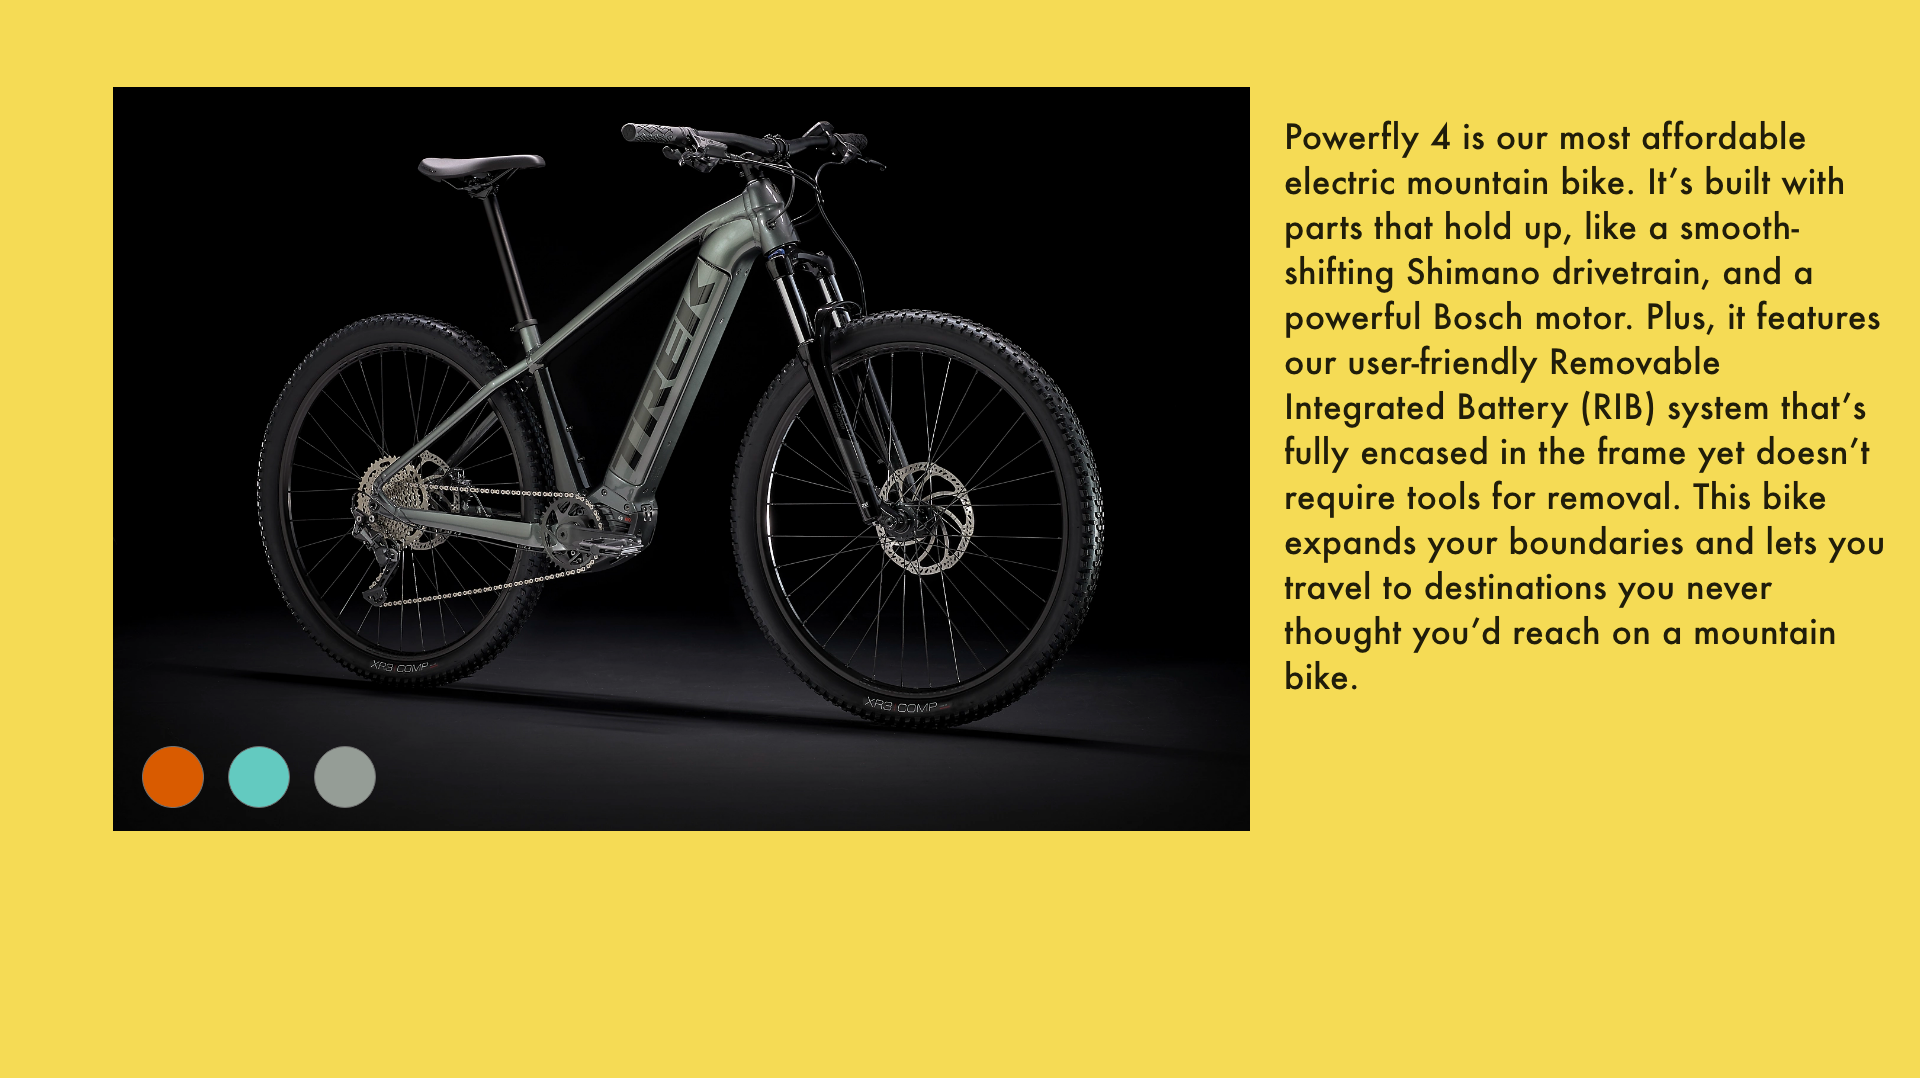 TREK
XR3 COMP
XR3 COMP
Powerfly 4 is our most affordable
electric mountain bike. It’s built with
parts that hold up, like a smooth-
shifting Shimano drivetrain, and a
powerful Bosch motor. Plus, it features
our user-friendly Removable
Integrated Battery (RIB) system that’s
fully encased in the frame yet doesn’t
require tools for removal. This bike
expands your boundaries and lets you
travel to destinations you never
thought you’d reach on a mountain
bike.